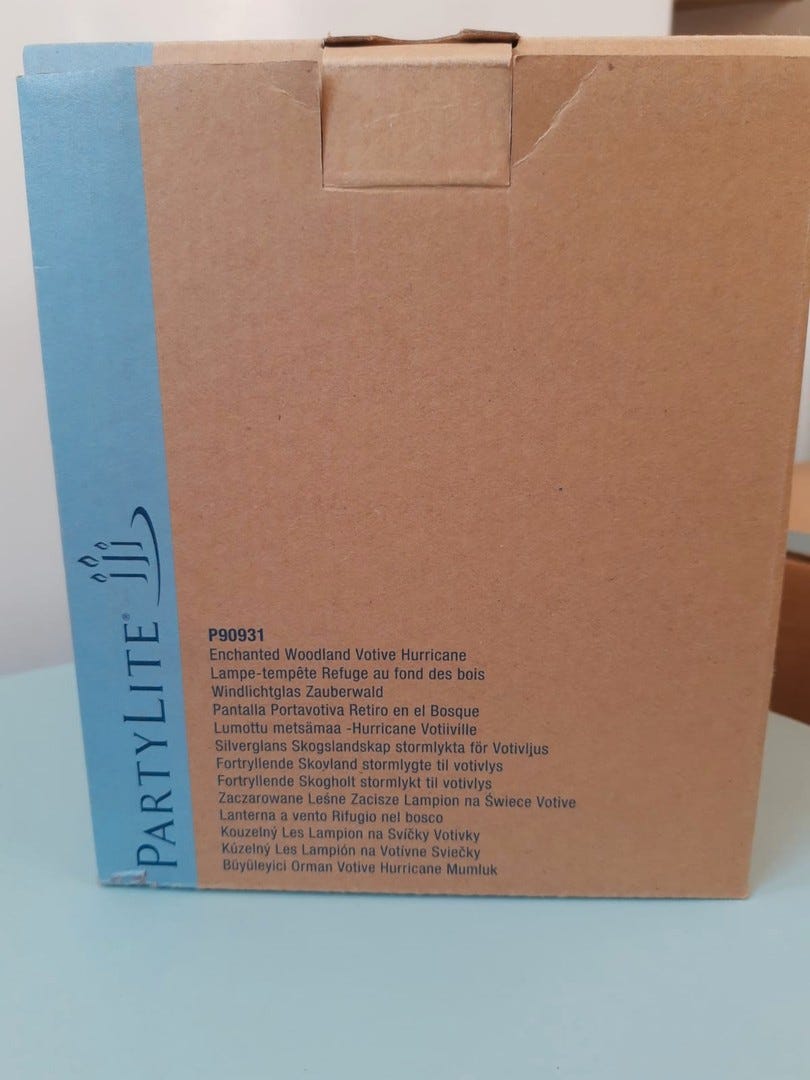 P90931
Enchanted Woodland Votive Hurricane
Lampe-tempête Refuge au fond des bois
Windlichtglas Zauberwald
Pantalla Portavotiva Retiro en el Bosque
Lumottu metsämaa -Hurricane Votiiville
Silverglans Skogslandskap stormlykta för Votivljus
Fortryllende Skovland stormlygte til votivlys
Fortryllende Skogholt stormlykt til votivlys
Zaczarowane Leśne Zacisze Lampion na Świece Votive
Lanterna a vento Rifugio nel bosco
Kouzelný Les Lampion na Svíčky Votivky
Kúzelný Les Lampión na Votívne Sviečky
Büyüleyici Orman Votive Hurricane Mumluk
PARTYLITE®